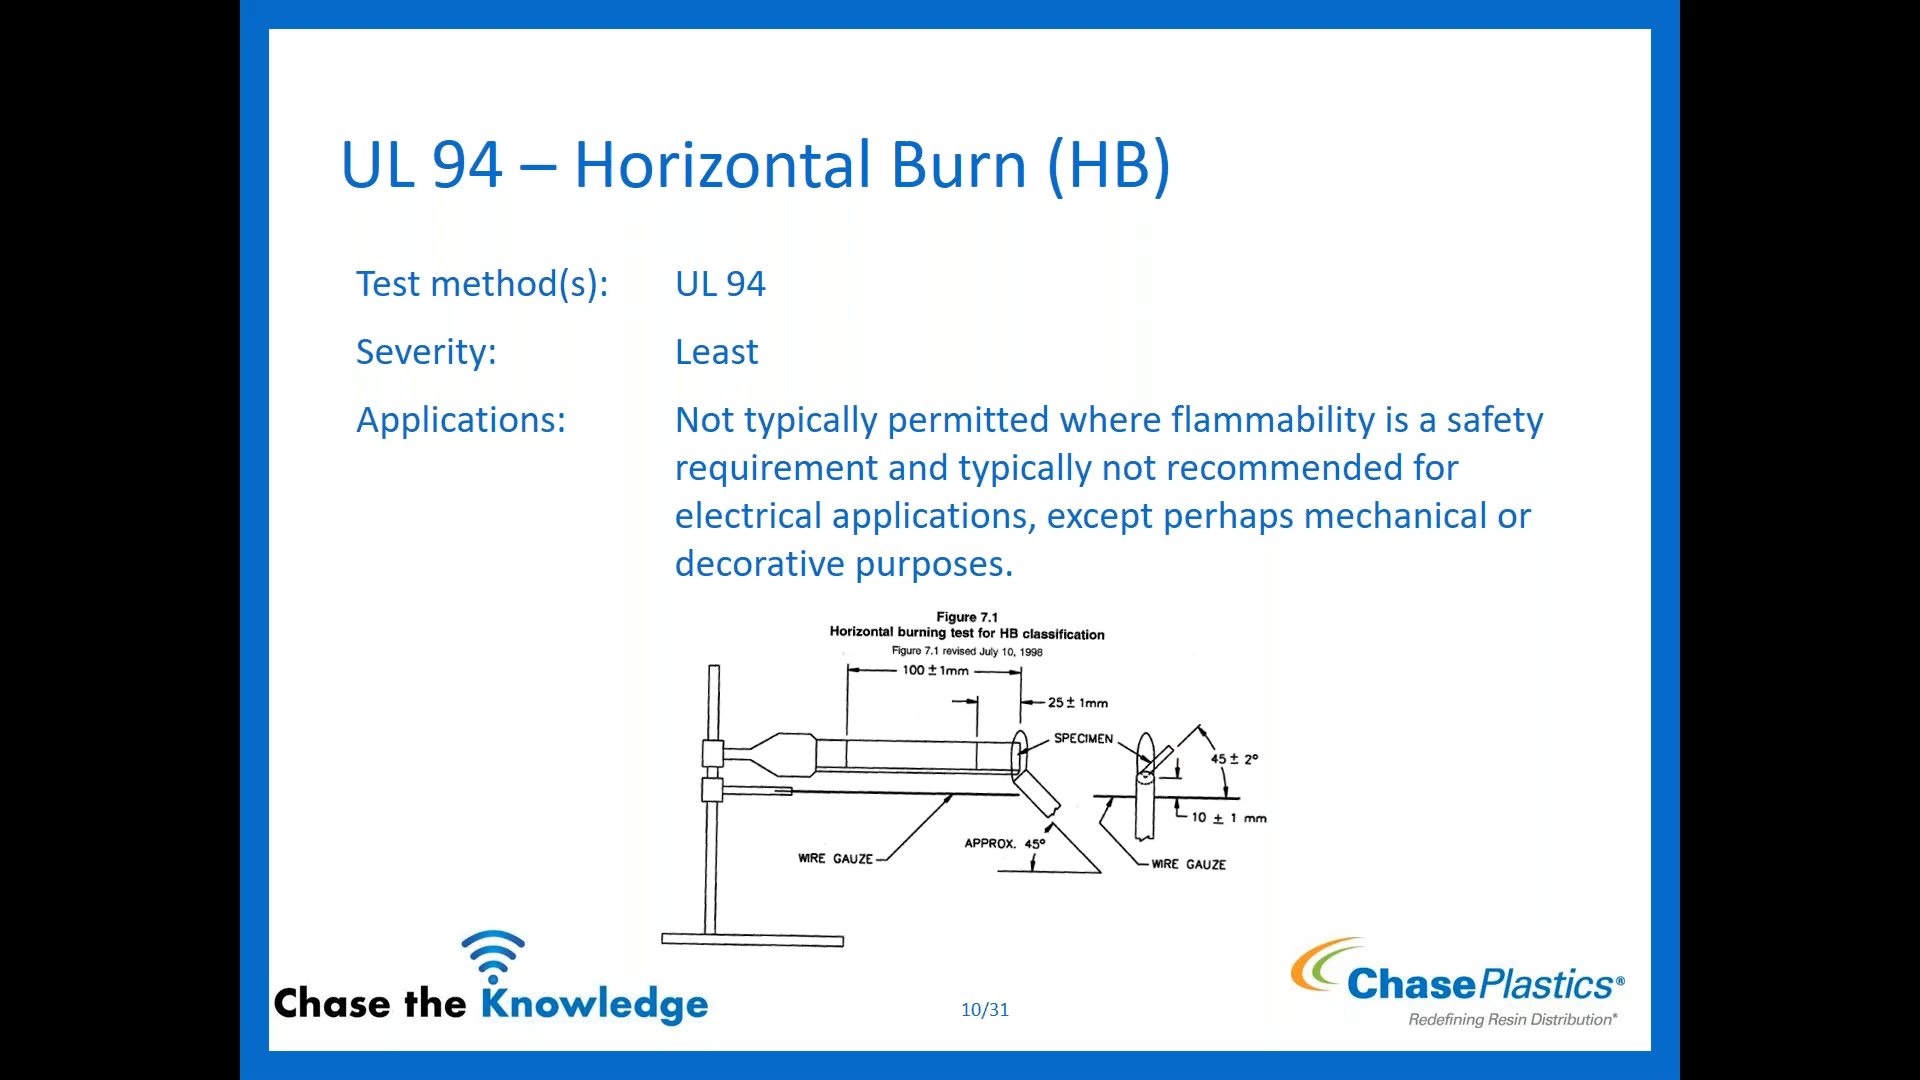 UL 94 – Horizontal Burn (HB)
Test method(s): UL 94
Severity: Least
Applications: Not typically permitted where flammability is a safety
requirement and typically not recommended for
electrical applications, except perhaps mechanical or
decorative purposes.
Figure 7.1
Horizontal burning test for HB classification
Figure 7.1 revised July 10, 1998
100 ± 1mm
25 ± 1mm
SPECIMEN
45 ± 2°
10 ± 1 mm
APPROX. 45°
WIRE GAUZE
WIRE GAUZE
Chase the Knowledge
10/31
ChasePlastics®
Redefining Resin Distribution®